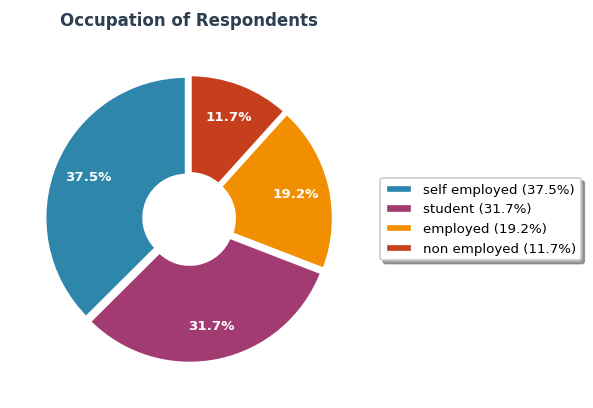 Occupation of Respondents
11.7%
37.5%
19.2%
31.7%
self employed (37.5%)
student (31.7%)
employed (19.2%)
non employed (11.7%)